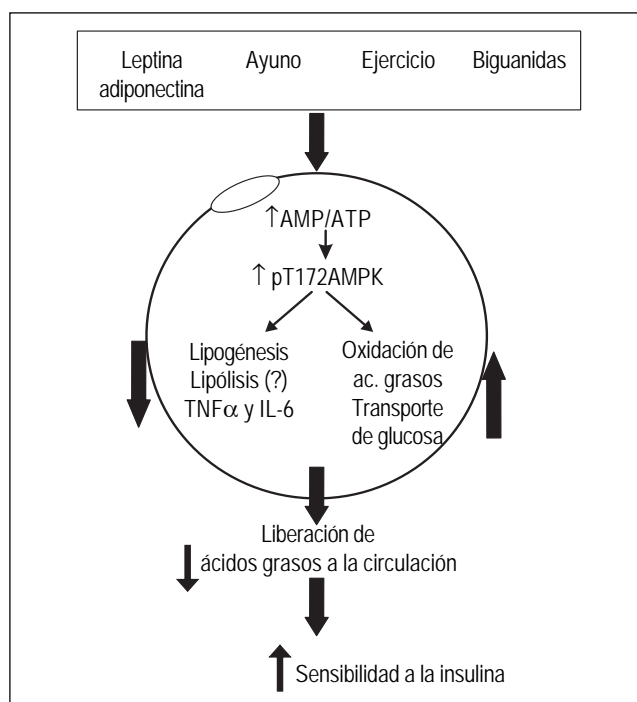 Leptina Ayuno Ejercicio Biguanidas
adiponectina
↑AMP/ATP
↑ pT172AMPK
Lipogénesis
Lipólisis (?)
TNFα y IL-6
Oxidación de
ac. grasos
Transporte
de glucosa
Liberación de
ácidos grasos a la circulación
Sensibilidad a la insulina